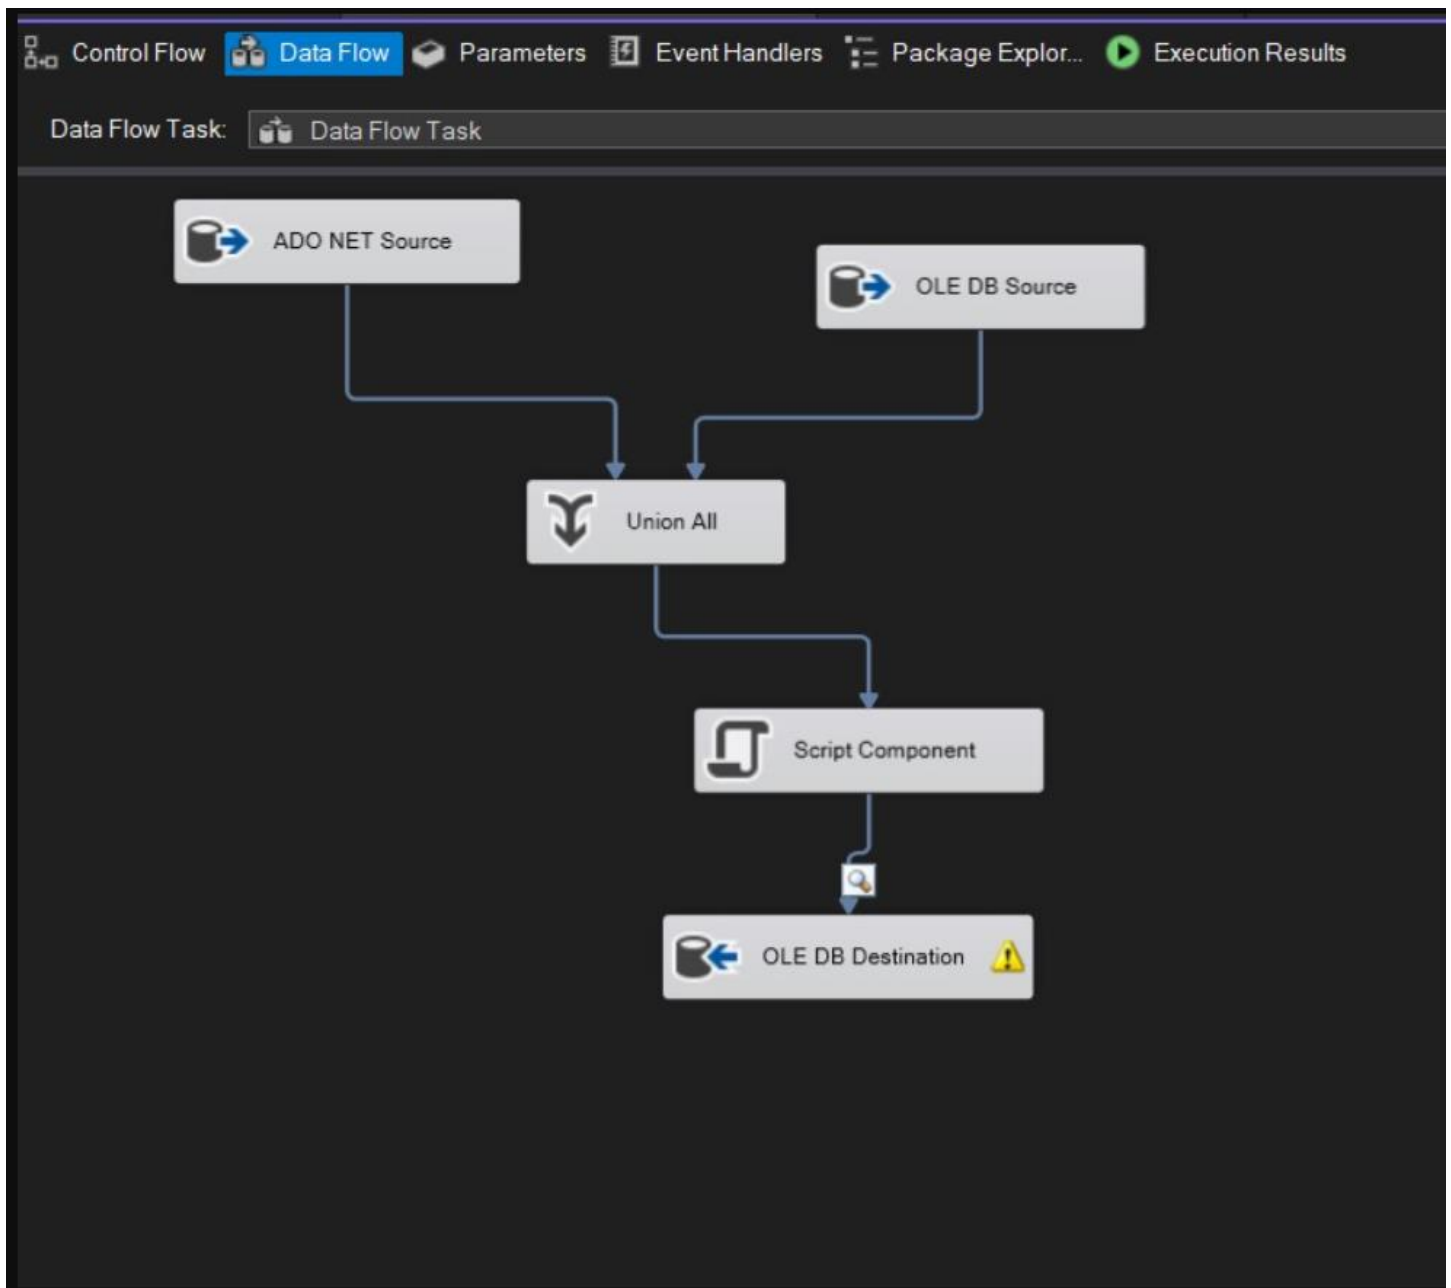 Control Flow Data Flow Parameters Event Handlers Package Explor... Execution Results
Data Flow Task: Data Flow Task
ADO NET Source
OLE DB Source
Union All
Script Component
OLE DB Destination